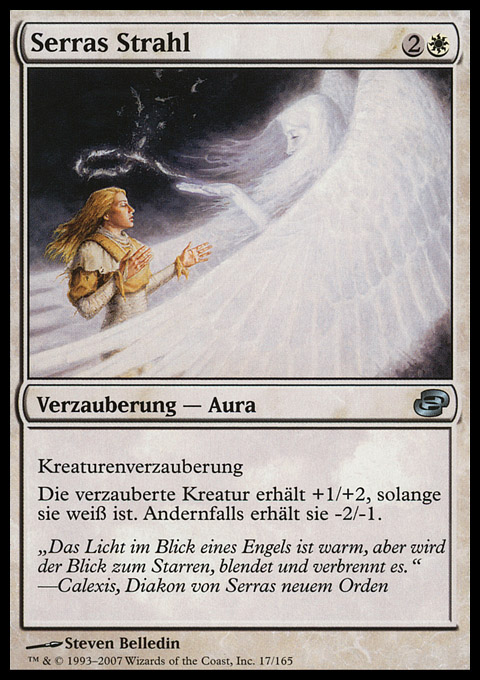 Serras Strahl
2
Verzauberung — Aura
Kreaturenverzauberung
Die verzauberte Kreatur erhält +1/+2, solange
sie weiß ist. Andernfalls erhält sie -2/-1.
„Das Licht im Blick eines Engels ist warm, aber wird
der Blick zum Starren, blendet und verbrennt es.“
—Calexis, Diakon von Serras neuem Orden
Steven Belledin
™ & © 1993–2007 Wizards of the Coast, Inc. 17/165